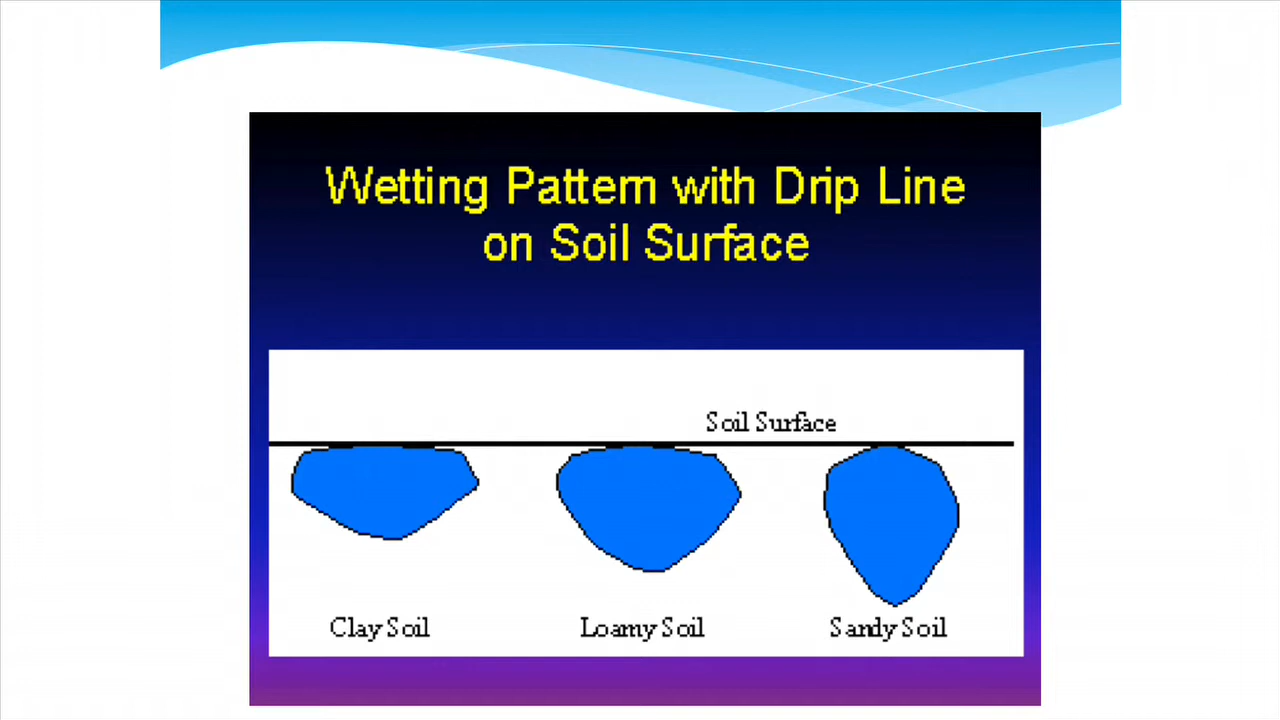 Wetting Pattern with Drip Line
on Soil Surface
Soil Surface
Clay Soil
Loamy Soil
Sandy Soil